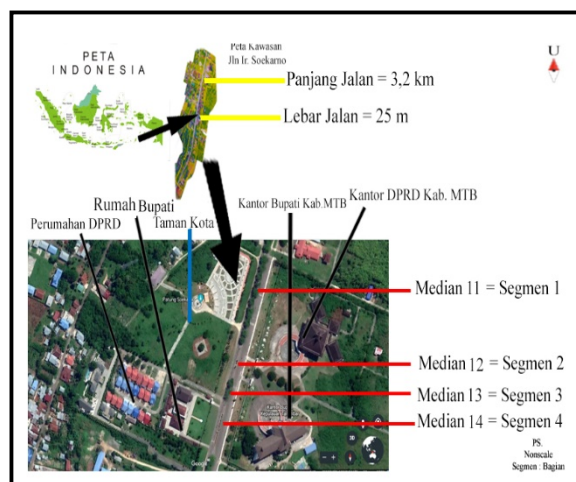 PETA
INDONESIA
Peta Kawasan
Jln Ir. Soekarno
U
Panjang Jalan = 3,2 km
Lebar Jalan = 25 m
Kantor DPRD Kab. MTB
Kantor Bupati Kab.MTB
Rumah Bupati
Taman Kota
Perumahan DPRD
Median 11 = Segmen 1
Median 12 = Segmen 2
Median 13 = Segmen 3
Median 14 = Segmen 4
Google
3D
PS.
Nonscale
Segmen : Bagian